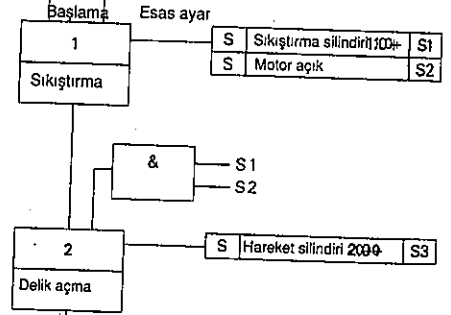 Başlama Esas ayar
1
S Sıkıştırma silindiri S1
S Motor açık S2
Sıkıştırma
&
S1
S2
2
S Hareket silindiri S3
Delik açma